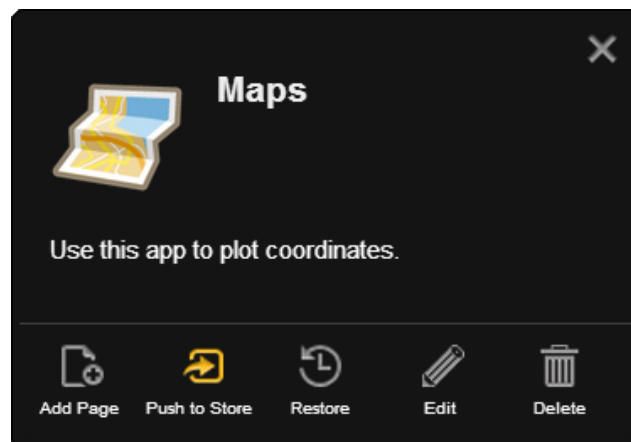 Maps
Use this app to plot coordinates.
Add Page
Push to Store
Restore
Edit
Delete